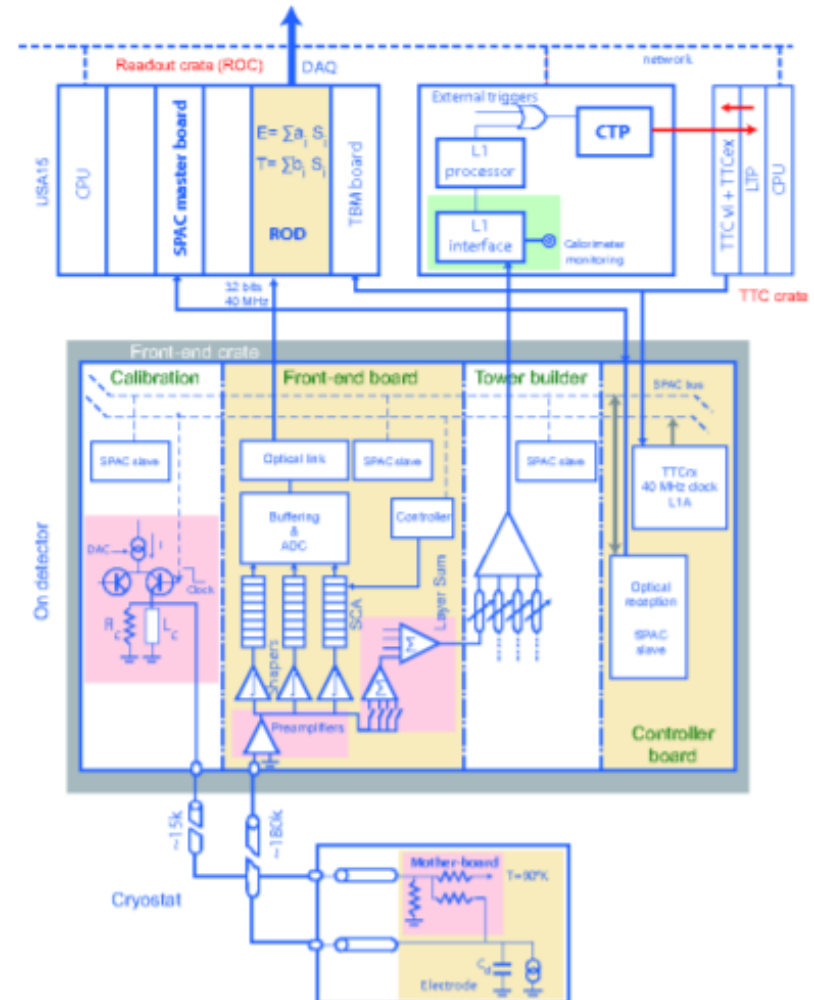 Readout crate (ROC)
DAQ
network
USA15
CPU
SPAC master board
E= ∑a_i S_i
T= ∑b_i S_i
ROD
TBM board
External triggers
CTP
L1
processor
L1
interface
Calorimeter
monitoring
TTC vi + TTCex
LTP
CPU
TTC crate
32 bits
40 MHz
Front-end crate
Calibration
Front-end board
Tower builder
SPAC bus
SPAC slave
Optical link
SPAC slave
SPAC slave
TTCrx
40 MHz clock
L1A
Buffering
&
ADC
Controller
On detector
DAC
I
Clock
R_c
L_c
SCA
Shapers
Layer Sum
Σ
Σ
Optical
reception
SPAC
slave
Preamplifiers
Controller
board
~15k
~180k
Cryostat
Mother-board
T=90°K
C_d
Electrode